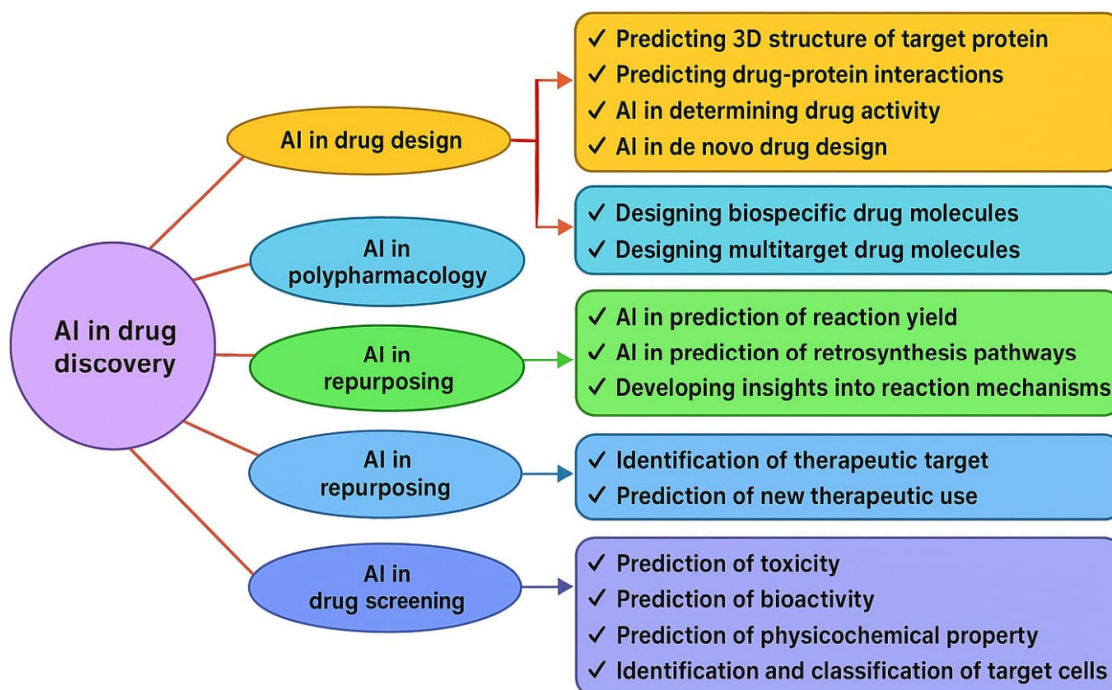 AI in drug
discovery
AI in drug design
✓ Predicting 3D structure of target protein
✓ Predicting drug-protein interactions
✓ AI in determining drug activity
✓ AI in de novo drug design
AI in
polypharmacology
✓ Designing biospecific drug molecules
✓ Designing multitarget drug molecules
AI in
repurposing
✓ AI in prediction of reaction yield
✓ AI in prediction of retrosynthesis pathways
✓ Developing insights into reaction mechanisms
AI in
repurposing
✓ Identification of therapeutic target
✓ Prediction of new therapeutic use
AI in
drug screening
✓ Prediction of toxicity
✓ Prediction of bioactivity
✓ Prediction of physicochemical property
✓ Identification and classification of target cells